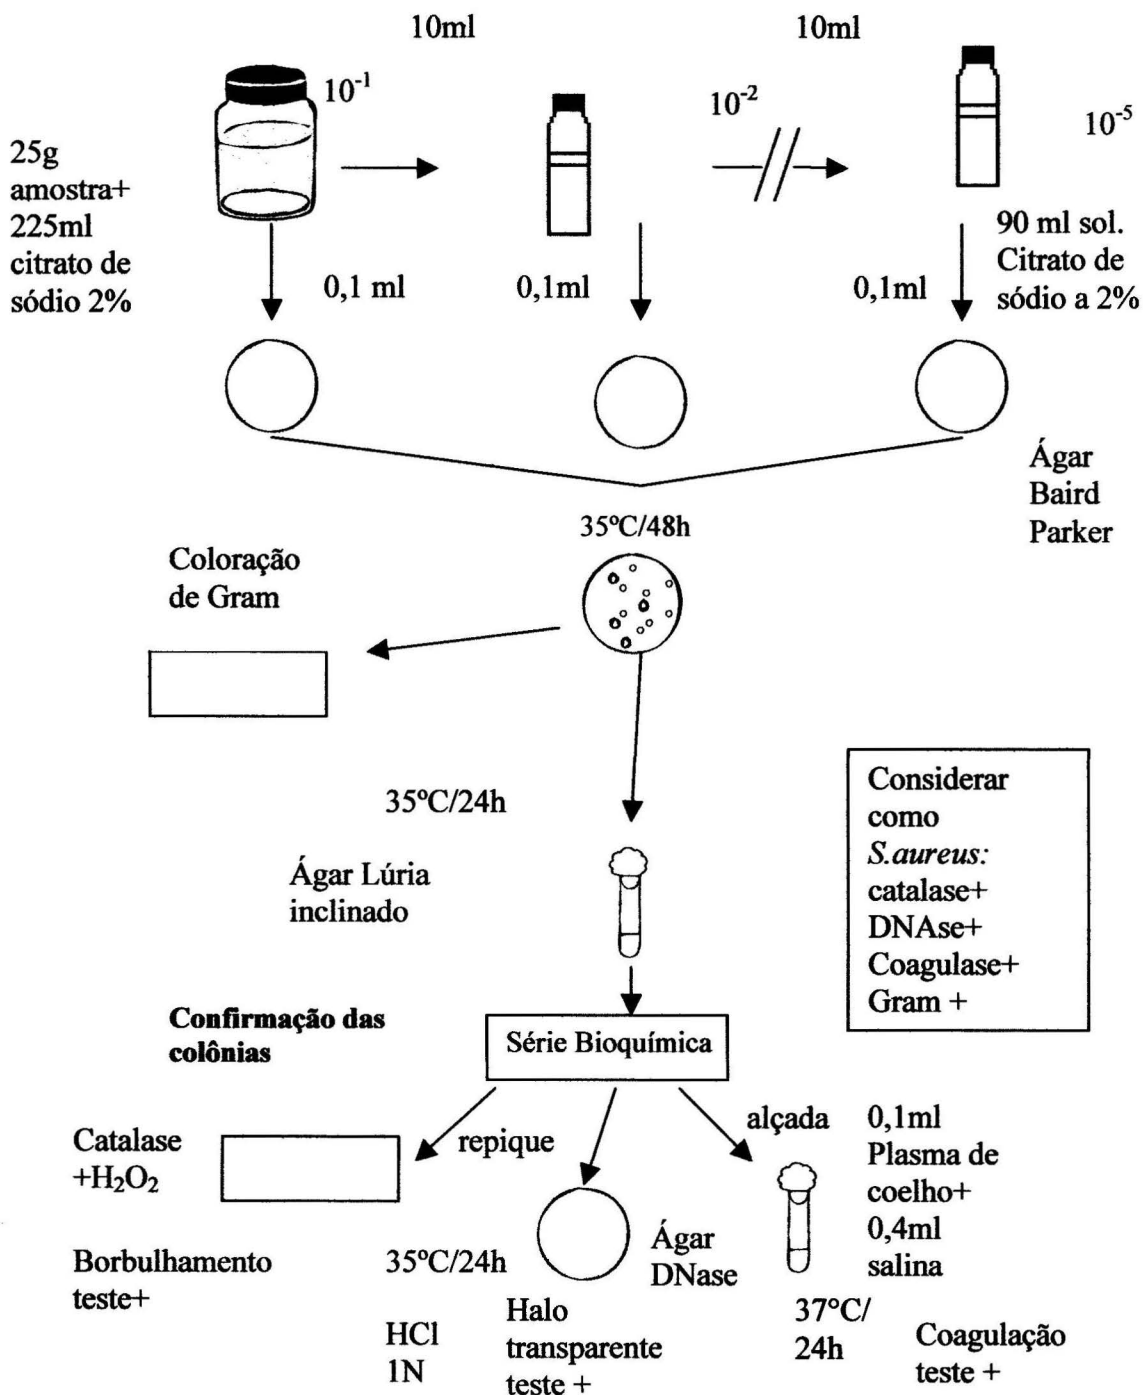 10ml
10ml
10⁻¹
10⁻²
10⁻⁵
25g
amostra+
225ml
citrato de
sódio 2%
90 ml sol.
Citrato de
sódio a 2%
0,1 ml
0,1ml
0,1ml
Ágar
Baird
Parker
35ºC/48h
Coloração
de Gram
35ºC/24h
Ágar Lúria
inclinado
Considerar
como
S.aureus:
catalase+
DNAse+
Coagulase+
Gram +
Confirmação das
colônias
Série Bioquímica
Catalase
+H₂O₂
repique
alçada
0,1ml
Plasma de
coelho+
0,4ml
salina
Borbulhamento
teste+
35ºC/24h
Ágar
DNase
HCl
1N
Halo
transparente
teste +
37°C/
24h
Coagulação
teste +